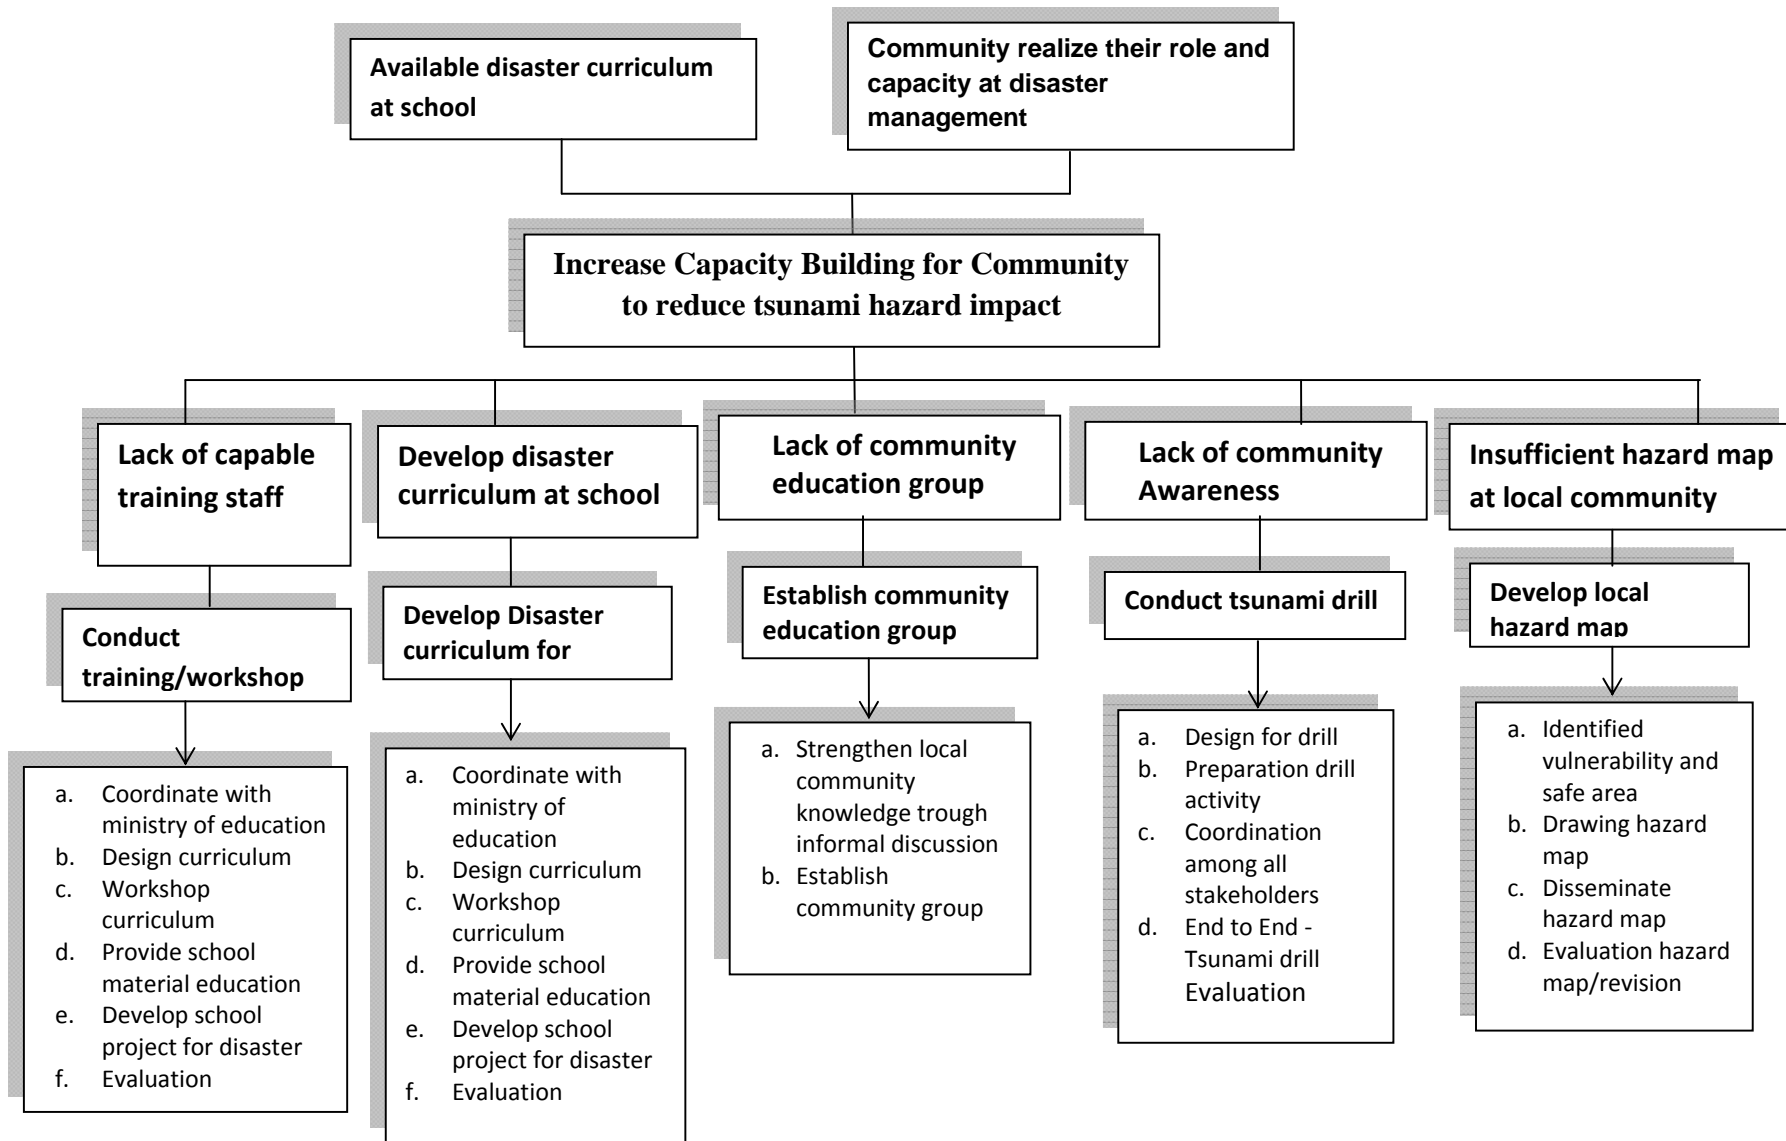 Available disaster curriculum
at school
Community realize their role and
capacity at disaster
management
Increase Capacity Building for Community
to reduce tsunami hazard impact
Lack of capable
training staff
Develop disaster
curriculum at school
Lack of community
education group
Lack of community
Awareness
Insufficient hazard map
at local community
Conduct
training/workshop
Develop Disaster
curriculum for
Establish community
education group
Conduct tsunami drill
Develop local
hazard map
a. Coordinate with
ministry of education
b. Design curriculum
c. Workshop
curriculum
d. Provide school
material education
e. Develop school
project for disaster
f. Evaluation
a. Coordinate with
ministry of
education
b. Design curriculum
c. Workshop
curriculum
d. Provide school
material education
e. Develop school
project for disaster
f. Evaluation
a. Strengthen local
community
knowledge trough
informal discussion
b. Establish
community group
a. Design for drill
b. Preparation drill
activity
c. Coordination
among all
stakeholders
d. End to End -
Tsunami drill
Evaluation
a. Identified
vulnerability and
safe area
b. Drawing hazard
map
c. Disseminate
hazard map
d. Evaluation hazard
map/revision